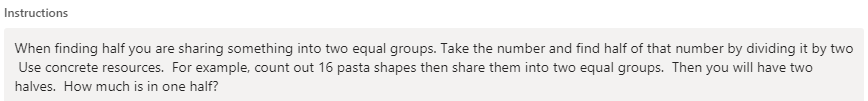 Instructions
When finding half you are sharing something into two equal groups. Take the number and find half of that number by dividing it by two
Use concrete resources.  For example, count out 16 pasta shapes then share them into two equal groups.  Then you will have two
halves.  How much is in one half?